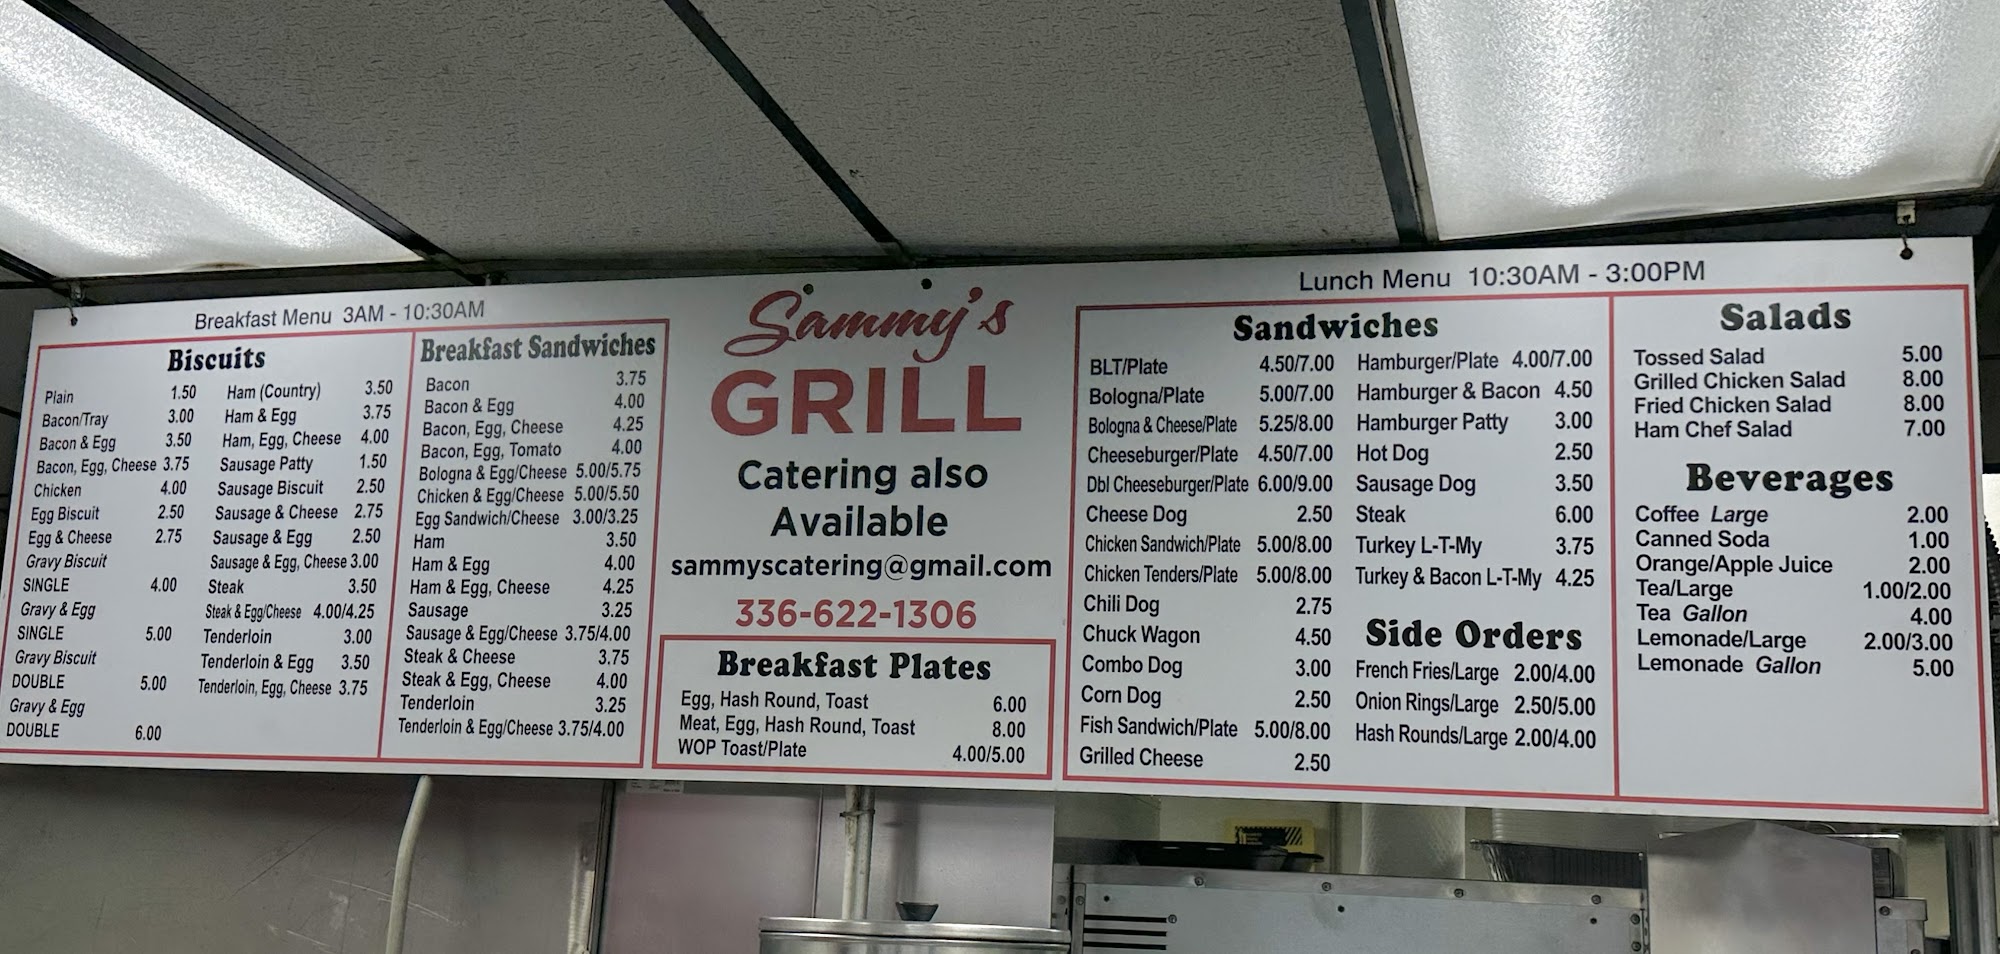 Breakfast Menu 3AM - 10:30AM
Biscuits
Plain 1.50
Bacon/Tray 3.00
Bacon & Egg 3.50
Bacon, Egg, Cheese 3.75
Chicken 4.00
Egg Biscuit 2.50
Egg & Cheese 2.75
Gravy Biscuit
SINGLE 4.00
Gravy & Egg
SINGLE 5.00
Gravy Biscuit
DOUBLE 5.00
Gravy & Egg
DOUBLE 6.00
Ham (Country) 3.50
Ham & Egg 3.75
Ham, Egg, Cheese 4.00
Sausage Patty 1.50
Sausage Biscuit 2.50
Sausage & Cheese 2.75
Sausage & Egg 2.50
Sausage & Egg, Cheese 3.00
Steak 3.50
Steak & Egg/Cheese 4.00/4.25
Tenderloin 3.00
Tenderloin & Egg 3.50
Tenderloin, Egg, Cheese 3.75
Breakfast Sandwiches
Bacon 3.75
Bacon & Egg 4.00
Bacon, Egg, Cheese 4.25
Bacon, Egg, Tomato 4.00
Bologna & Egg/Cheese 5.00/5.75
Chicken & Egg/Cheese 5.00/5.50
Egg Sandwich/Cheese 3.00/3.25
Ham 3.50
Ham & Egg 4.00
Ham & Egg, Cheese 4.25
Sausage 3.25
Sausage & Egg/Cheese 3.75/4.00
Steak & Cheese 3.75
Steak & Egg, Cheese 4.00
Tenderloin 3.25
Tenderloin & Egg/Cheese 3.75/4.00
Sammy's
GRILL
Catering also
Available
sammyscatering@gmail.com
336-622-1306
Breakfast Plates
Egg, Hash Round, Toast 6.00
Meat, Egg, Hash Round, Toast 8.00
WOP Toast/Plate 4.00/5.00
Lunch Menu 10:30AM - 3:00PM
Sandwiches
BLT/Plate 4.50/7.00
Bologna/Plate 5.00/7.00
Bologna & Cheese/Plate 5.25/8.00
Cheeseburger/Plate 4.50/7.00
Dbl Cheeseburger/Plate 6.00/9.00
Cheese Dog 2.50
Chicken Sandwich/Plate 5.00/8.00
Chicken Tenders/Plate 5.00/8.00
Chili Dog 2.75
Chuck Wagon 4.50
Combo Dog 3.00
Corn Dog 2.50
Fish Sandwich/Plate 5.00/8.00
Grilled Cheese 2.50
Hamburger/Plate 4.00/7.00
Hamburger & Bacon 4.50
Hamburger Patty 3.00
Hot Dog 2.50
Sausage Dog 3.50
Steak 6.00
Turkey L-T-My 3.75
Turkey & Bacon L-T-My 4.25
Side Orders
French Fries/Large 2.00/4.00
Onion Rings/Large 2.50/5.00
Hash Rounds/Large 2.00/4.00
Salads
Tossed Salad 5.00
Grilled Chicken Salad 8.00
Fried Chicken Salad 8.00
Ham Chef Salad 7.00
Beverages
Coffee Large 2.00
Canned Soda 1.00
Orange/Apple Juice 2.00
Tea/Large 1.00/2.00
Tea Gallon 4.00
Lemonade/Large 2.00/3.00
Lemonade Gallon 5.00